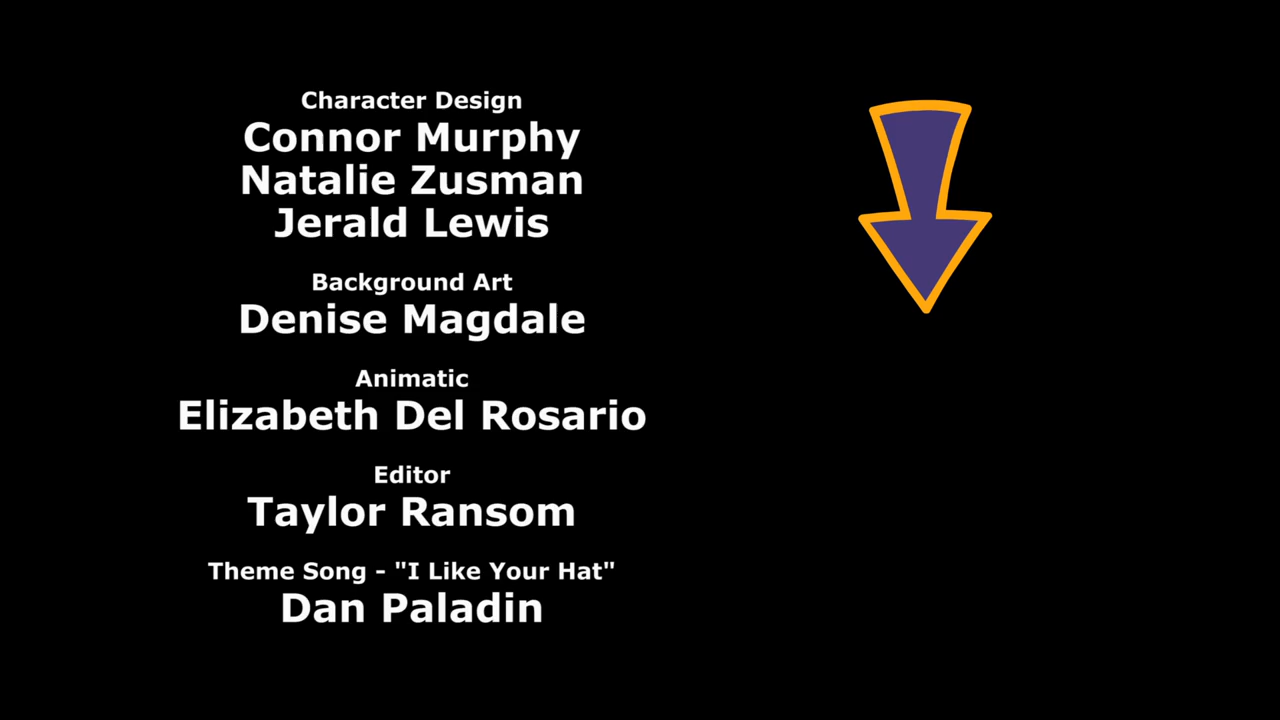 Character Design
Connor Murphy
Natalie Zusman
Jerald Lewis
Background Art
Denise Magdale
Animatic
Elizabeth Del Rosario
Editor
Taylor Ransom
Theme Song - "I Like Your Hat"
Dan Paladin